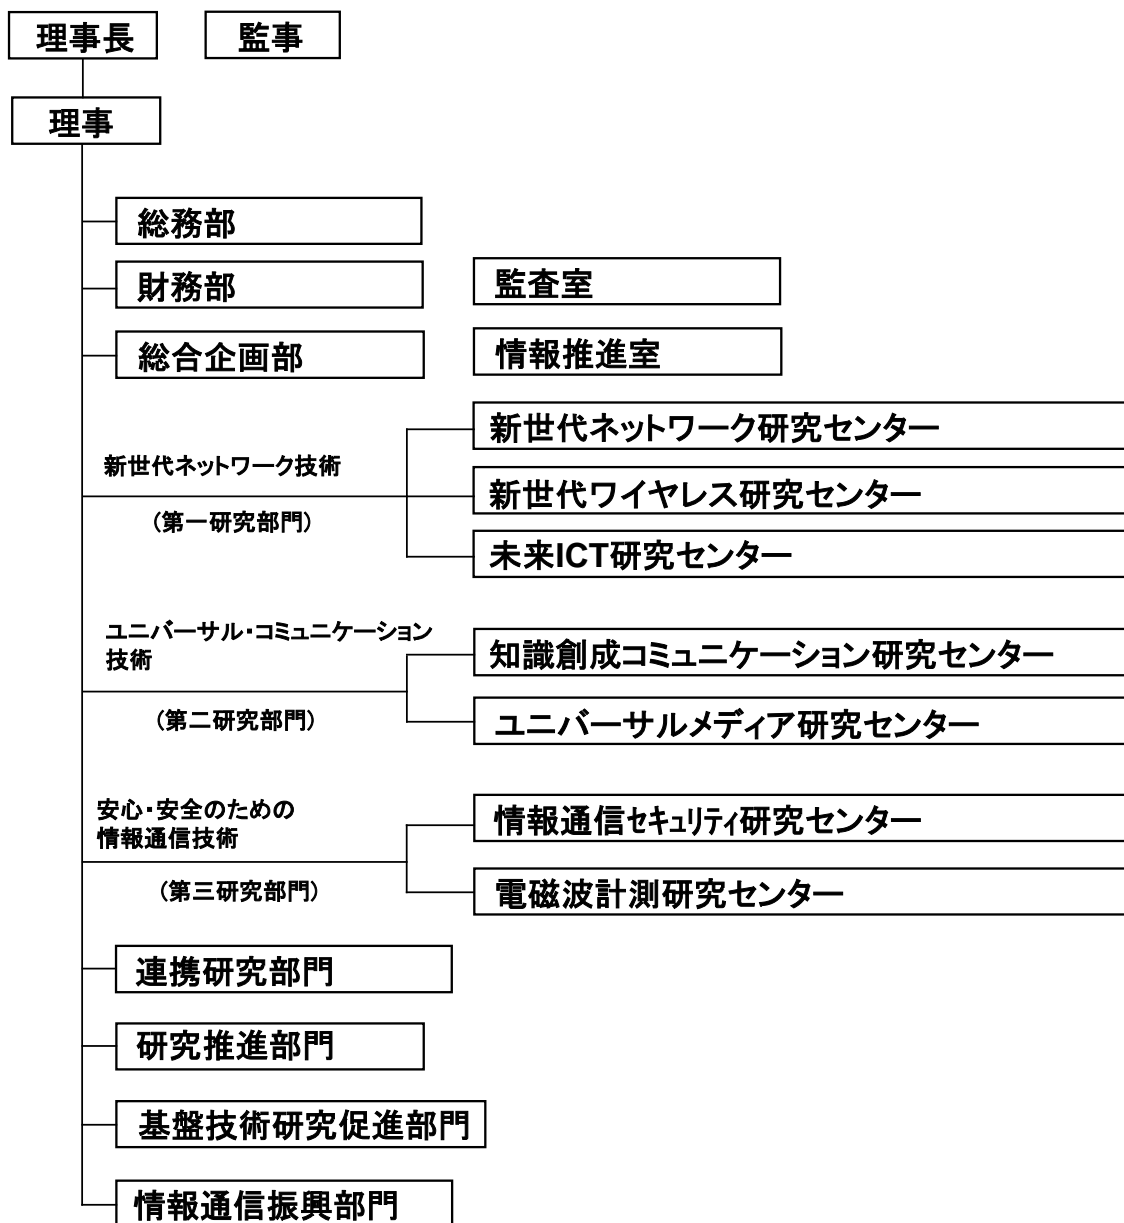 理事長
監事
理事
総務部
財務部
監査室
総合企画部
情報推進室
新世代ネットワーク技術
(第一研究部門)
新世代ネットワーク研究センター
新世代ワイヤレス研究センター
未来ICT研究センター
ユニバーサル・コミュニケーション
技術
(第二研究部門)
知識創成コミュニケーション研究センター
ユニバーサルメディア研究センター
安心・安全のための
情報通信技術
(第三研究部門)
情報通信セキュリティ研究センター
電磁波計測研究センター
連携研究部門
研究推進部門
基盤技術研究促進部門
情報通信振興部門